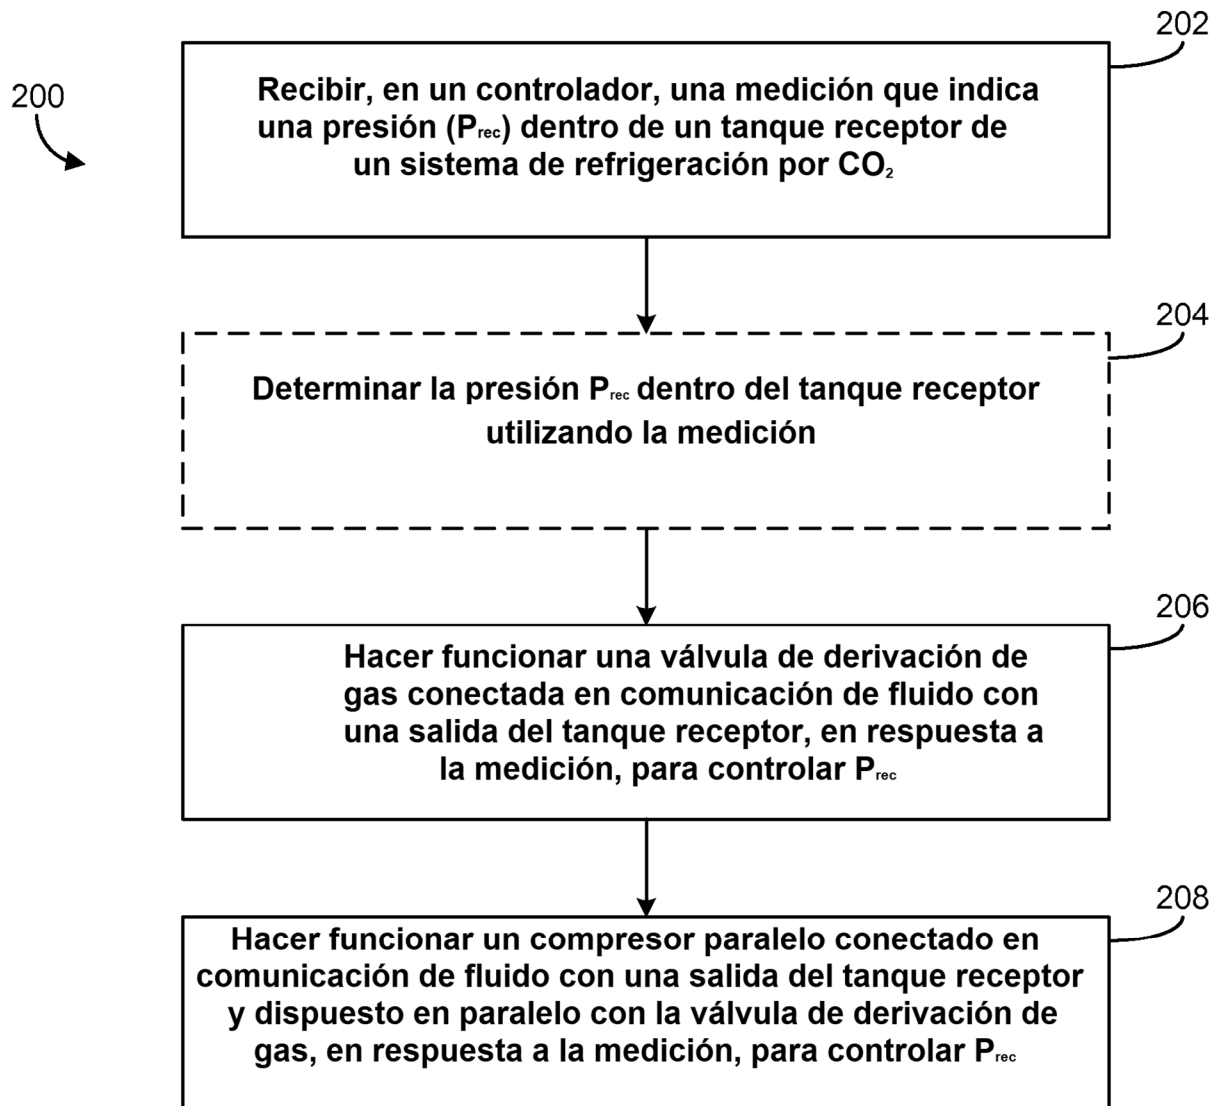 202
200
Recibir, en un controlador, una medición que indica
una presión (Prec) dentro de un tanque receptor de
un sistema de refrigeración por CO₂
204
Determinar la presión Prec dentro del tanque receptor
utilizando la medición
206
Hacer funcionar una válvula de derivación de
gas conectada en comunicación de fluido con
una salida del tanque receptor, en respuesta a
la medición, para controlar Prec
208
Hacer funcionar un compresor paralelo conectado en
comunicación de fluido con una salida del tanque receptor
y dispuesto en paralelo con la válvula de derivación de
gas, en respuesta a la medición, para controlar Prec